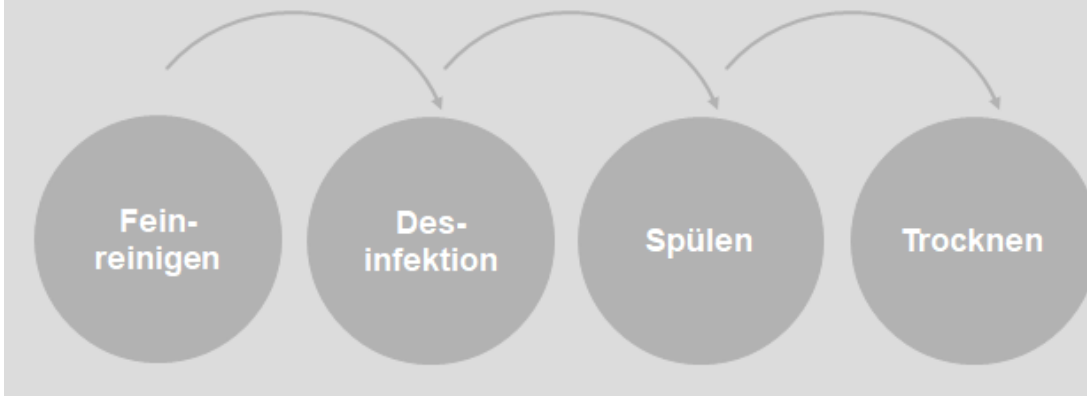 Fein-
reinigen
Des-
infektion
Spülen
Trocknen